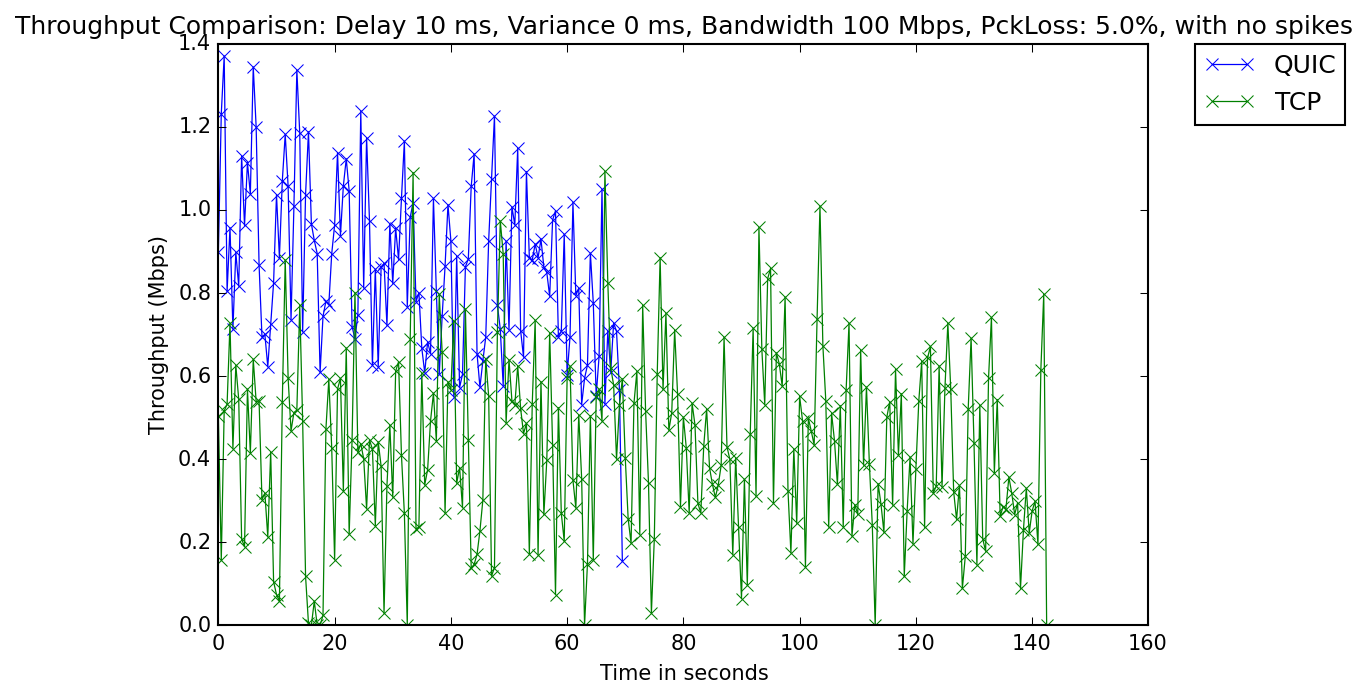 Throughput Comparison: Delay 10 ms, Variance 0 ms, Bandwidth 100 Mbps, PckLoss: 5.0%, with no spikes
1.4
1.2
1.0
0.8
0.6
0.4
0.2
0.0
Throughput (Mbps)
0 20 40 60 80 100 120 140 160
Time in seconds
QUIC
TCP